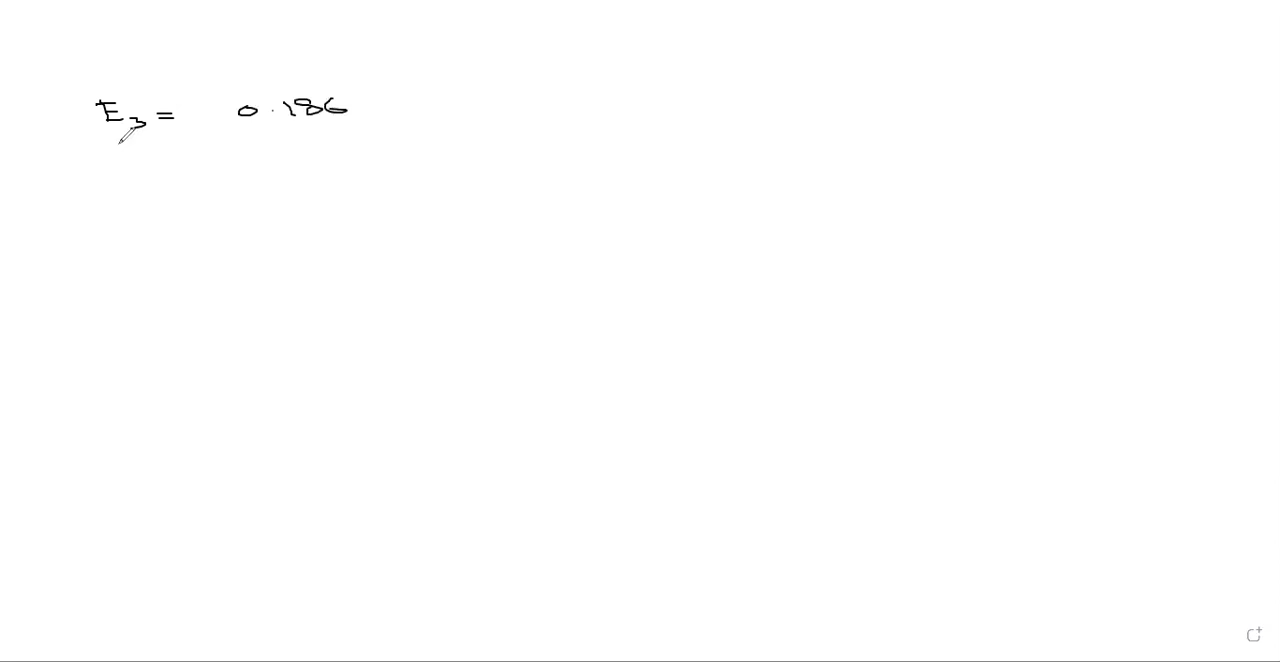 E₃ = 0.186